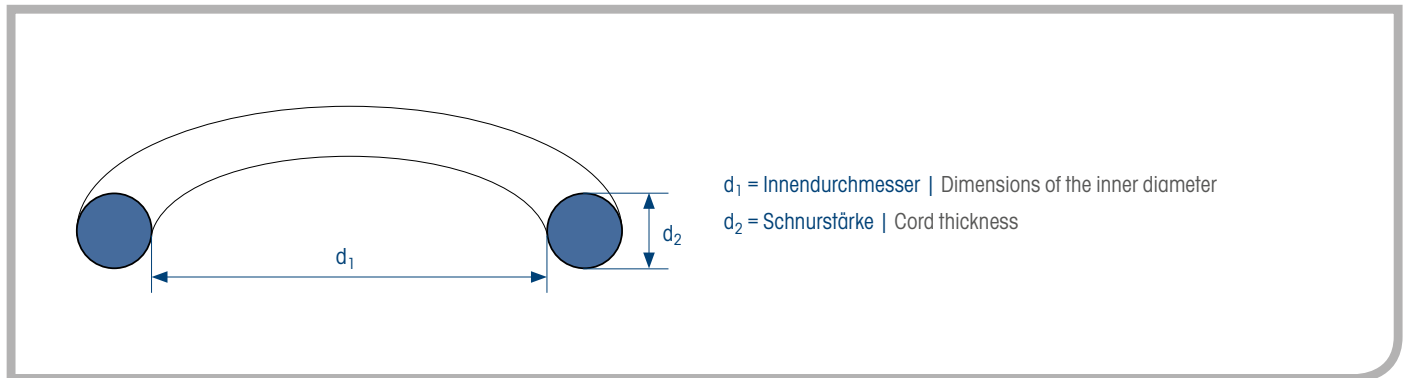 d₁ = Innendurchmesser | Dimensions of the inner diameter
d₂ = Schnurstärke | Cord thickness
d₂
d₁